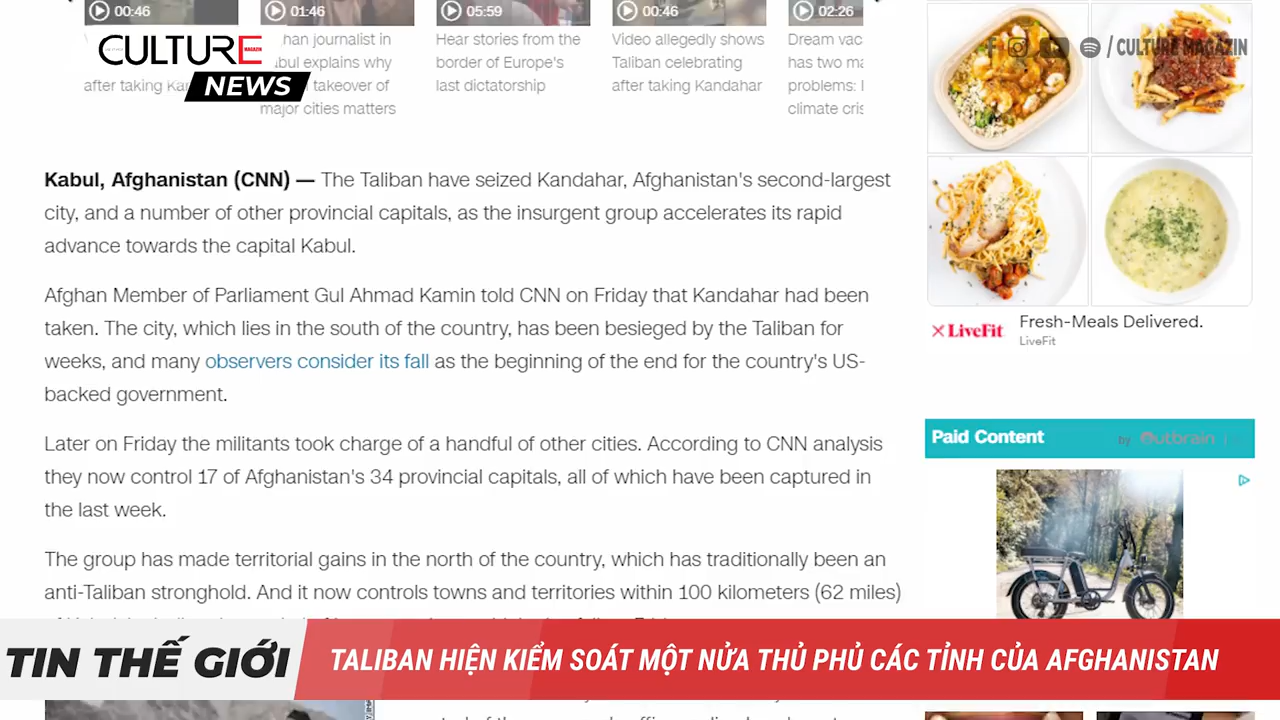 00:46
01:46
05:59
00:46
02:26
CULTURE
MAGAZIN
NEWS
after taking
han journalist in
bul explains why
takeover of
major cities matters
Hear stories from the
border of Europe's
last dictatorship
Video allegedly shows
Taliban celebrating
after taking Kandahar
Dream vac
has two ma
problems:
climate cris
/ CULTURE MAGAZIN
Kabul, Afghanistan (CNN) — The Taliban have seized Kandahar, Afghanistan's second-largest
city, and a number of other provincial capitals, as the insurgent group accelerates its rapid
advance towards the capital Kabul.
Afghan Member of Parliament Gul Ahmad Kamin told CNN on Friday that Kandahar had been
taken. The city, which lies in the south of the country, has been besieged by the Taliban for
weeks, and many observers consider its fall as the beginning of the end for the country's US-
backed government.
Later on Friday the militants took charge of a handful of other cities. According to CNN analysis
they now control 17 of Afghanistan's 34 provincial capitals, all of which have been captured in
the last week.
The group has made territorial gains in the north of the country, which has traditionally been an
anti-Taliban stronghold. And it now controls towns and territories within 100 kilometers (62 miles)
LiveFit
Fresh-Meals Delivered.
LiveFit
Paid Content
by Outbrain |
TIN THẾ GIỚI
TALIBAN HIỆN KIỂM SOÁT MỘT NỬA THỦ PHỦ CÁC TỈNH CỦA AFGHANISTAN